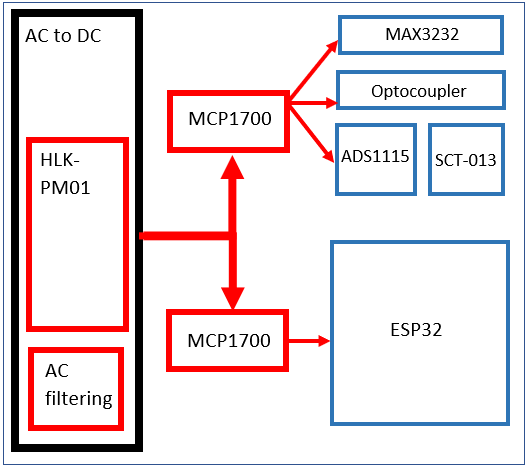 AC to DC
HLK-
PM01
AC
filtering
MCP1700
MCP1700
MAX3232
Optocoupler
ADS1115
SCT-013
ESP32